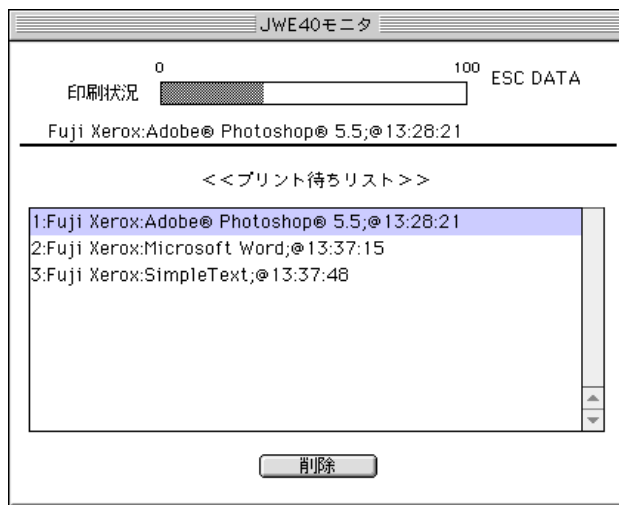 JWE40モニタ
0 100
印刷状況 ESC DATA
Fuji Xerox:Adobe® Photoshop® 5.5;@13:28:21
<<プリント待ちリスト>>
1:Fuji Xerox:Adobe® Photoshop® 5.5;@13:28:21
2:Fuji Xerox:Microsoft Word;@13:37:15
3:Fuji Xerox:SimpleText;@13:37:48
削除